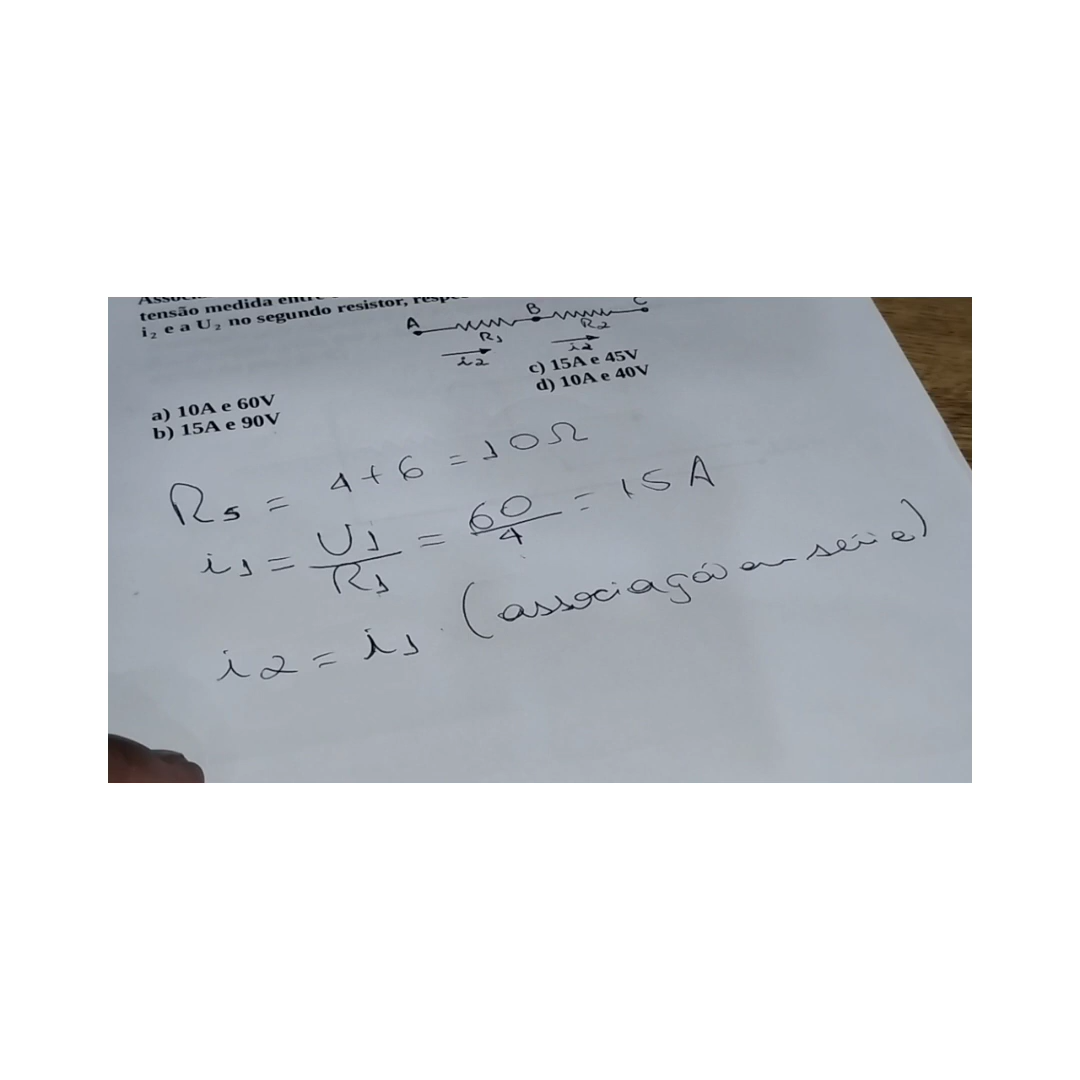 tensão medida
i₂ e a U₂ no segundo resistor,
A B C
R1 R2
i2 i2
a) 10A e 60V
b) 15A e 90V
c) 15A e 45V
d) 10A e 40V
Rs = 4+6 = 10Ω
i1 = U1/R1 = 60/4 = 15A
i2 = i1 (associação em série)